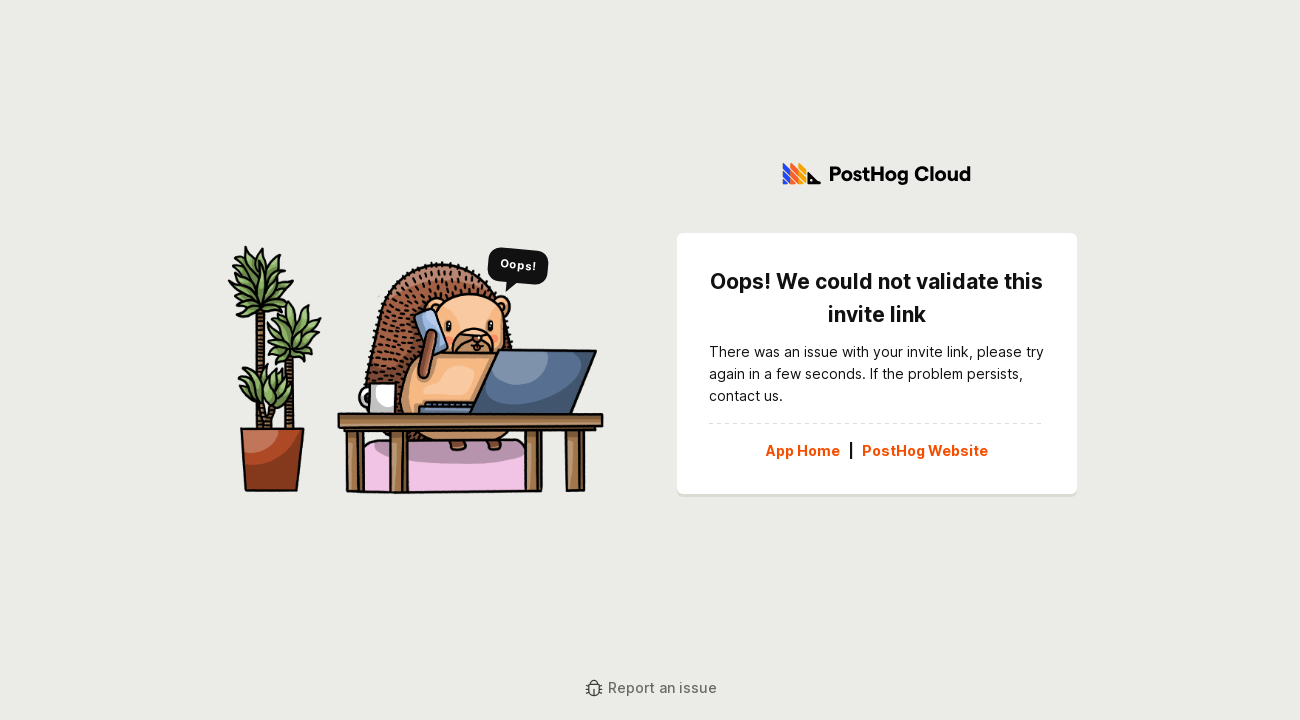 PostHog Cloud
Oops!
Oops! We could not validate this
invite link
There was an issue with your invite link, please try
again in a few seconds. If the problem persists,
contact us.
App Home | PostHog Website
Report an issue